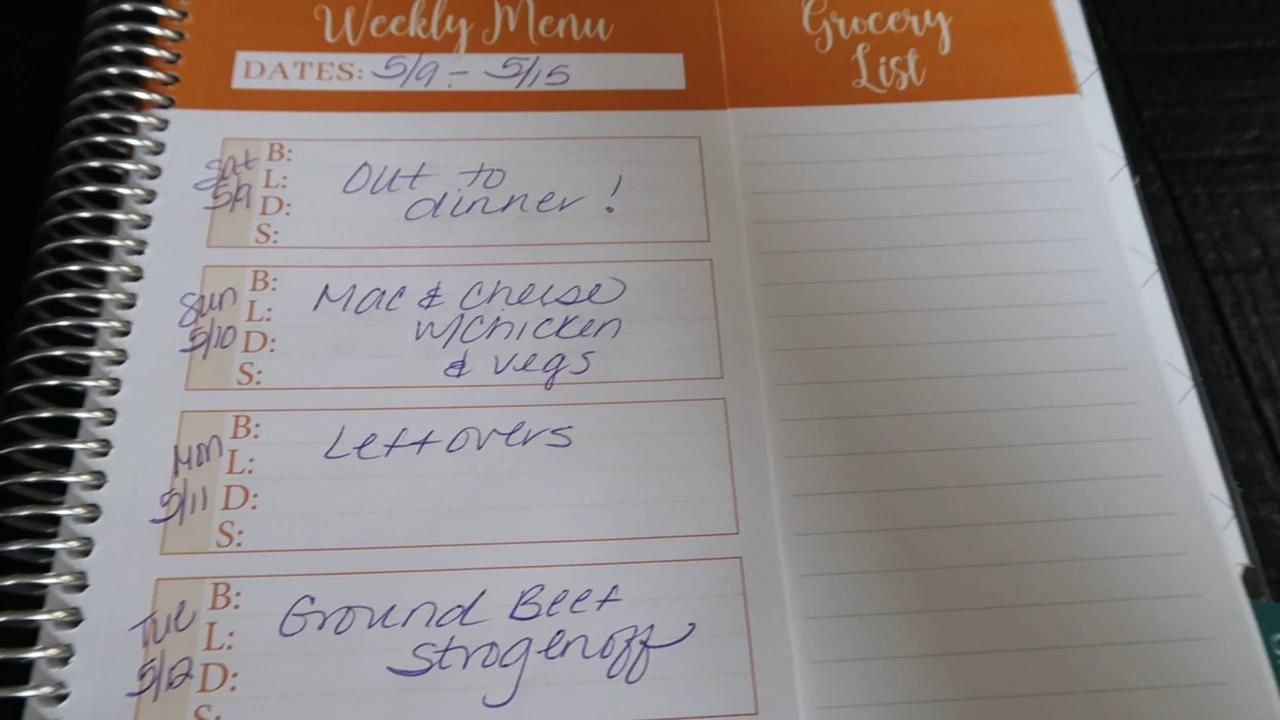 Weekly Menu
DATES: 5/9 - 5/15
Grocery
List
Sat
5/9
B:
L:
D:
S:
Out to
dinner!
Sun
5/10
B:
L:
D:
S:
Mac & cheese
w/chicken
& vegs
Mon
5/11
B:
L:
D:
S:
Leftovers
Tue
5/12
B:
L:
D:
S:
Ground Beef
Strogenoff